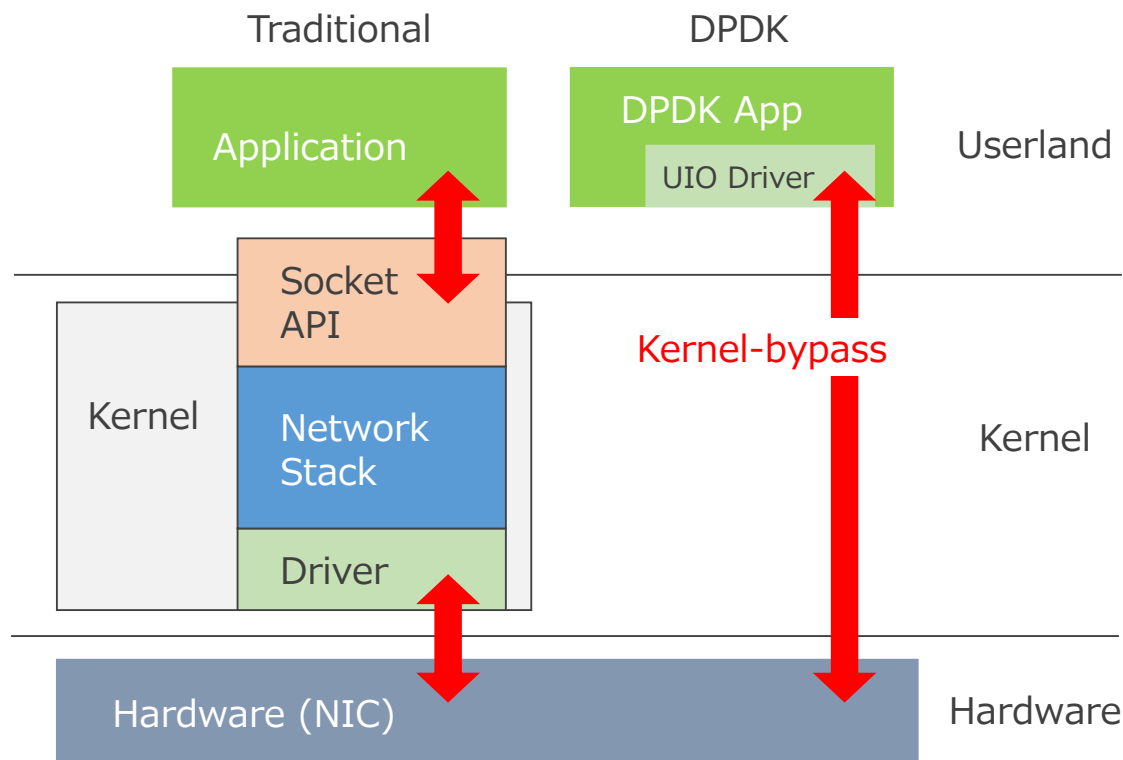 Traditional
DPDK
Application
DPDK App
UIO Driver
Userland
Socket
API
Kernel-bypass
Kernel
Network
Stack
Kernel
Driver
Hardware (NIC)
Hardware